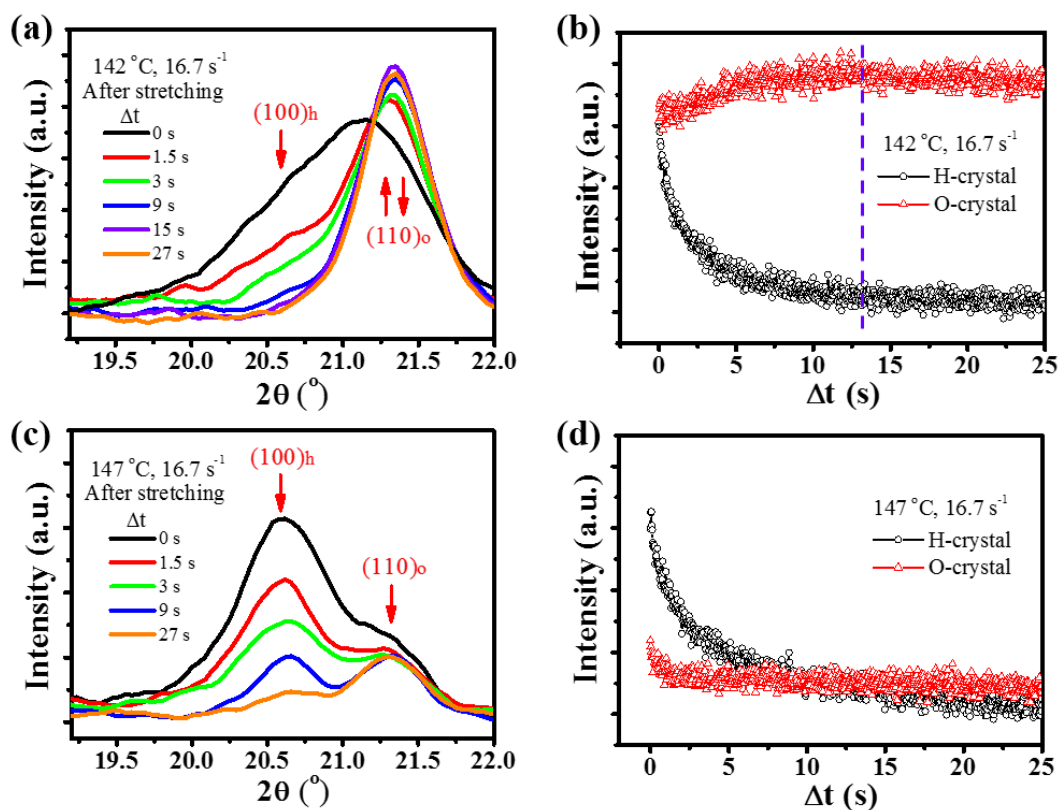 (a)
142 °C, 16.7 s⁻¹
After stretching
Δt
0 s
1.5 s
3 s
9 s
15 s
27 s
(100)h
(110)o
Intensity (a.u.)
19.5 20.0 20.5 21.0 21.5 22.0
2θ (°)
(b)
142 °C, 16.7 s⁻¹
H-crystal
O-crystal
Intensity (a.u.)
0 5 10 15 20 25
Δt (s)
(c)
147 °C, 16.7 s⁻¹
After stretching
Δt
0 s
1.5 s
3 s
9 s
27 s
(100)h
(110)o
Intensity (a.u.)
19.5 20.0 20.5 21.0 21.5 22.0
2θ (°)
(d)
147 °C, 16.7 s⁻¹
H-crystal
O-crystal
Intensity (a.u.)
0 5 10 15 20 25
Δt (s)